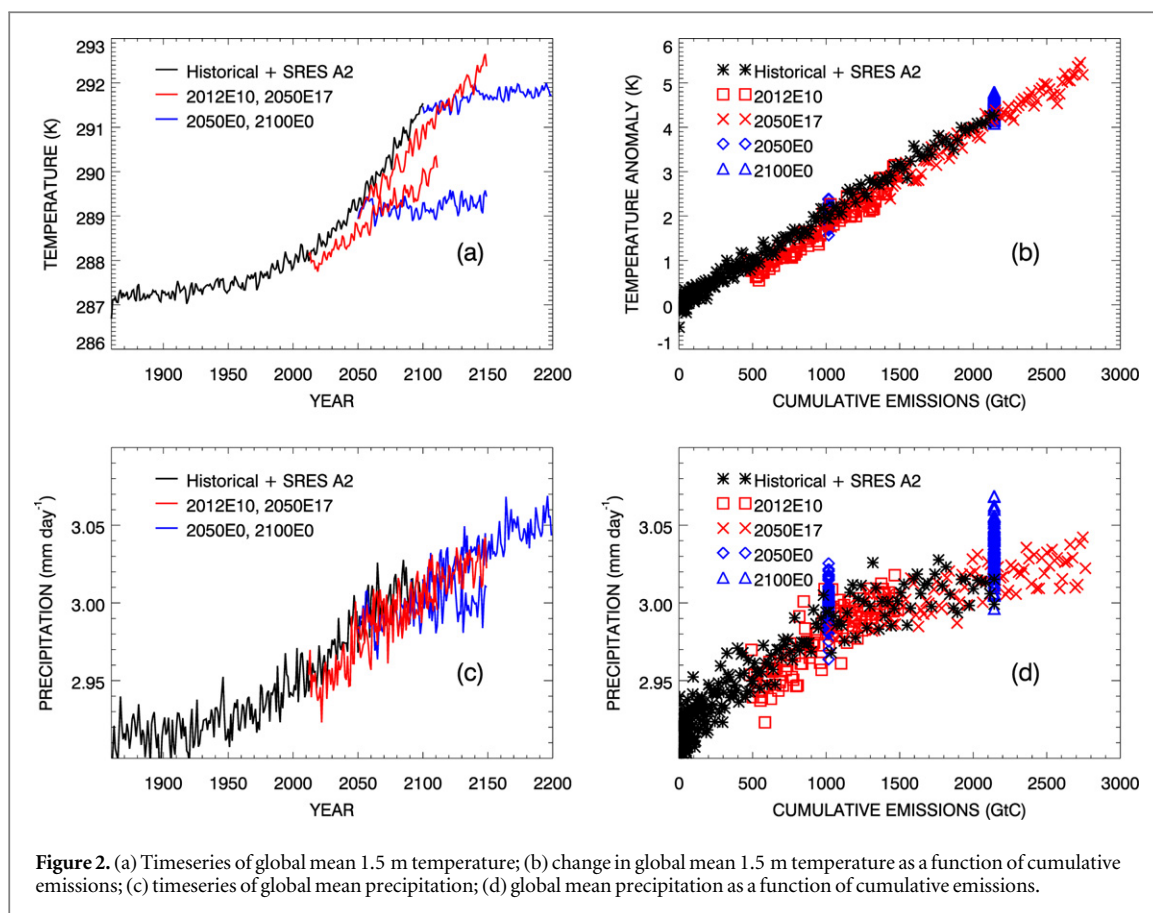 293
292
291
290
289
288
287
286
TEMPERATURE (K)
Historical + SRES A2
2012E10, 2050E17
2050E0, 2100E0
(a)
1900 1950 2000 2050 2100 2150 2200
YEAR
6
5
4
3
2
1
0
-1
TEMPERATURE ANOMALY (K)
Historical + SRES A2
2012E10
2050E17
2050E0
2100E0
(b)
0 500 1000 1500 2000 2500 3000
CUMULATIVE EMISSIONS (GtC)
3.05
3.00
2.95
PRECIPITATION (mm day⁻¹)
Historical + SRES A2
2012E10, 2050E17
2050E0, 2100E0
(c)
1900 1950 2000 2050 2100 2150 2200
YEAR
3.05
3.00
2.95
PRECIPITATION (mm day⁻¹)
Historical + SRES A2
2012E10
2050E17
2050E0
2100E0
(d)
0 500 1000 1500 2000 2500 3000
CUMULATIVE EMISSIONS (GtC)
Figure 2. (a) Timeseries of global mean 1.5 m temperature; (b) change in global mean 1.5 m temperature as a function of cumulative
emissions; (c) timeseries of global mean precipitation; (d) global mean precipitation as a function of cumulative emissions.